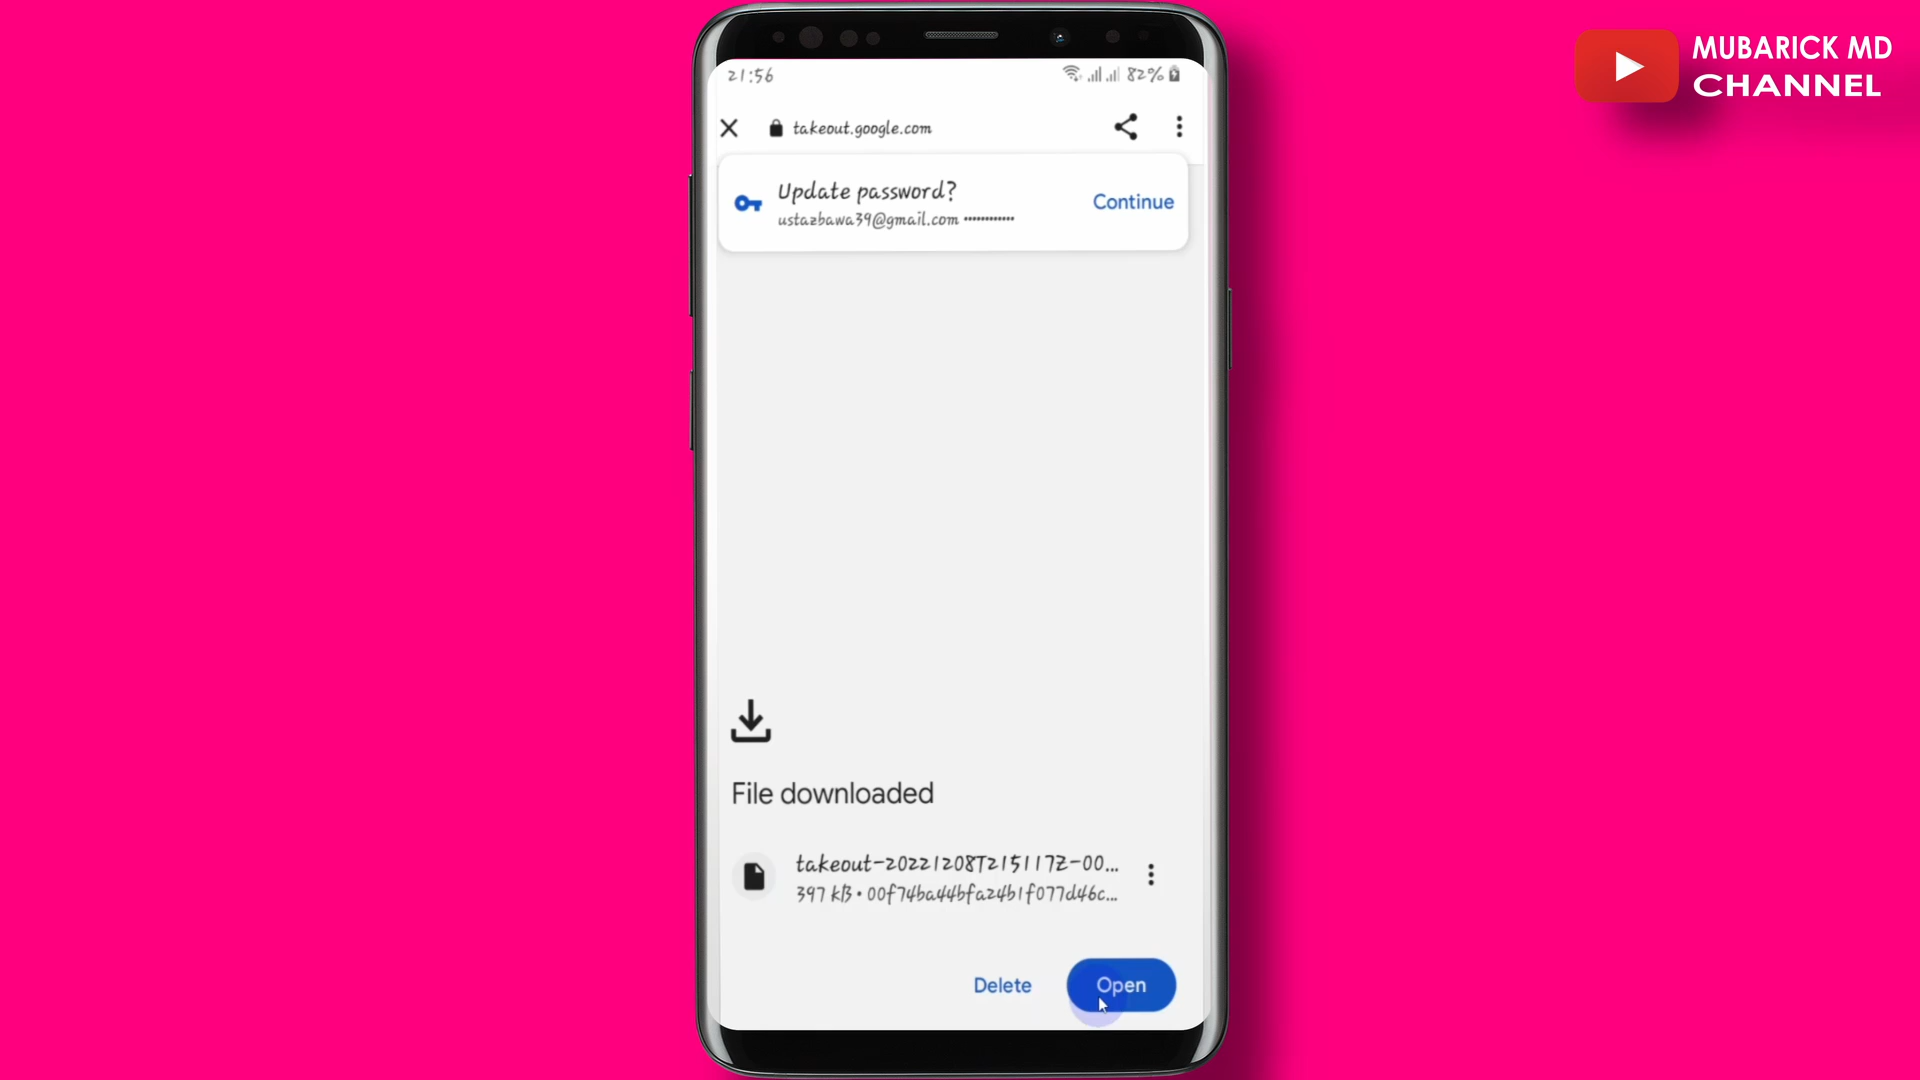 MUBARICK MD
CHANNEL
21:56
82%
takeout.google.com
Update password?
ustazbawa39@gmail.com ••••••••••••
Continue
File downloaded
takeout-20221208T215117Z-00...
397 kB • 00f74ba44bfa24b1f077d46c...
Delete
Open